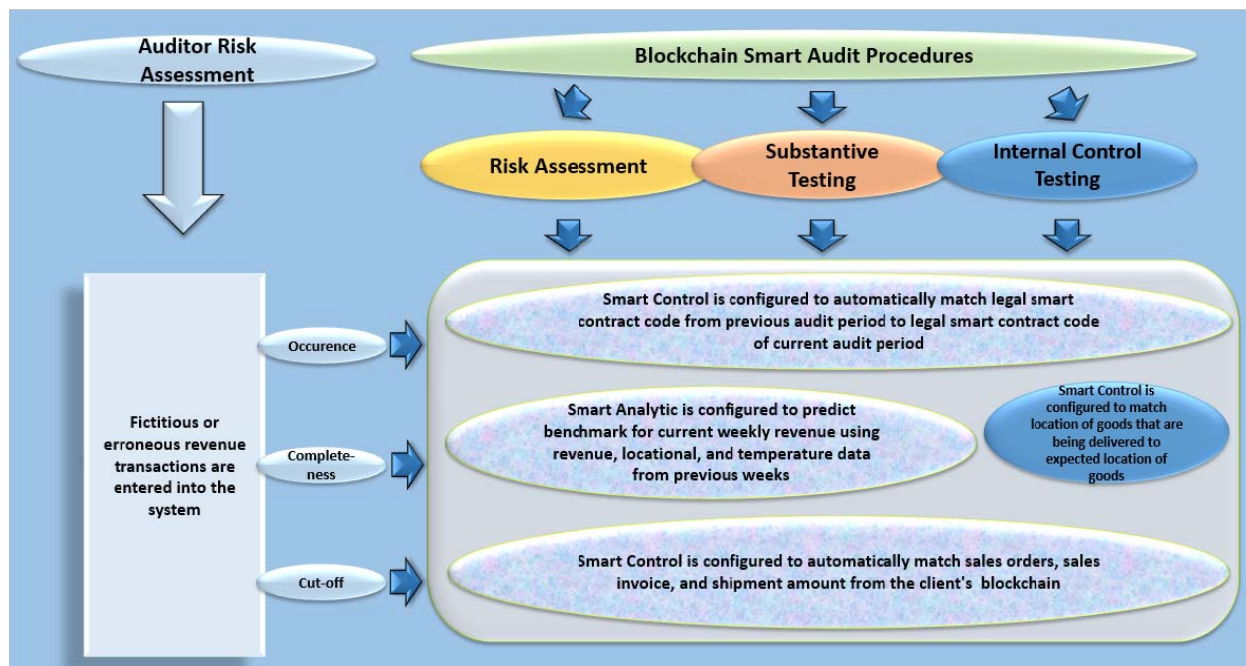 Auditor Risk
Assessment
Blockchain Smart Audit Procedures
Risk Assessment
Substantive
Testing
Internal Control
Testing
Fictitious or
erroneous revenue
transactions are
entered into the
system
Occurence
Smart Control is configured to automatically match legal smart
contract code from previous audit period to legal smart contract code
of current audit period
Complete-
ness
Smart Analytic is configured to predict
benchmark for current weekly revenue using
revenue, locational, and temperature data
from previous weeks
Smart Control is
configured to match
location of goods that are
being delivered to
expected location of
goods
Cut-off
Smart Control is configured to automatically match sales orders, sales
invoice, and shipment amount from the client's blockchain